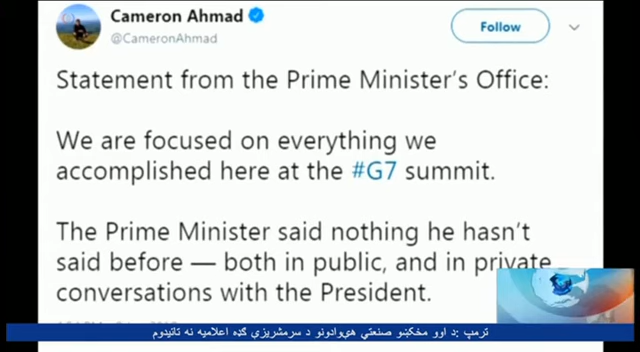 Cameron Ahmad
@CameronAhmad
Follow
Statement from the Prime Minister's Office:
We are focused on everything we
accomplished here at the #G7 summit.
The Prime Minister said nothing he hasn't
said before — both in public, and in private
conversations with the President.
ترمپ :د اوو مخکښو صنعتي هېوادونو د سرمشریزې ګډه اعلامیه نه تائیدوم